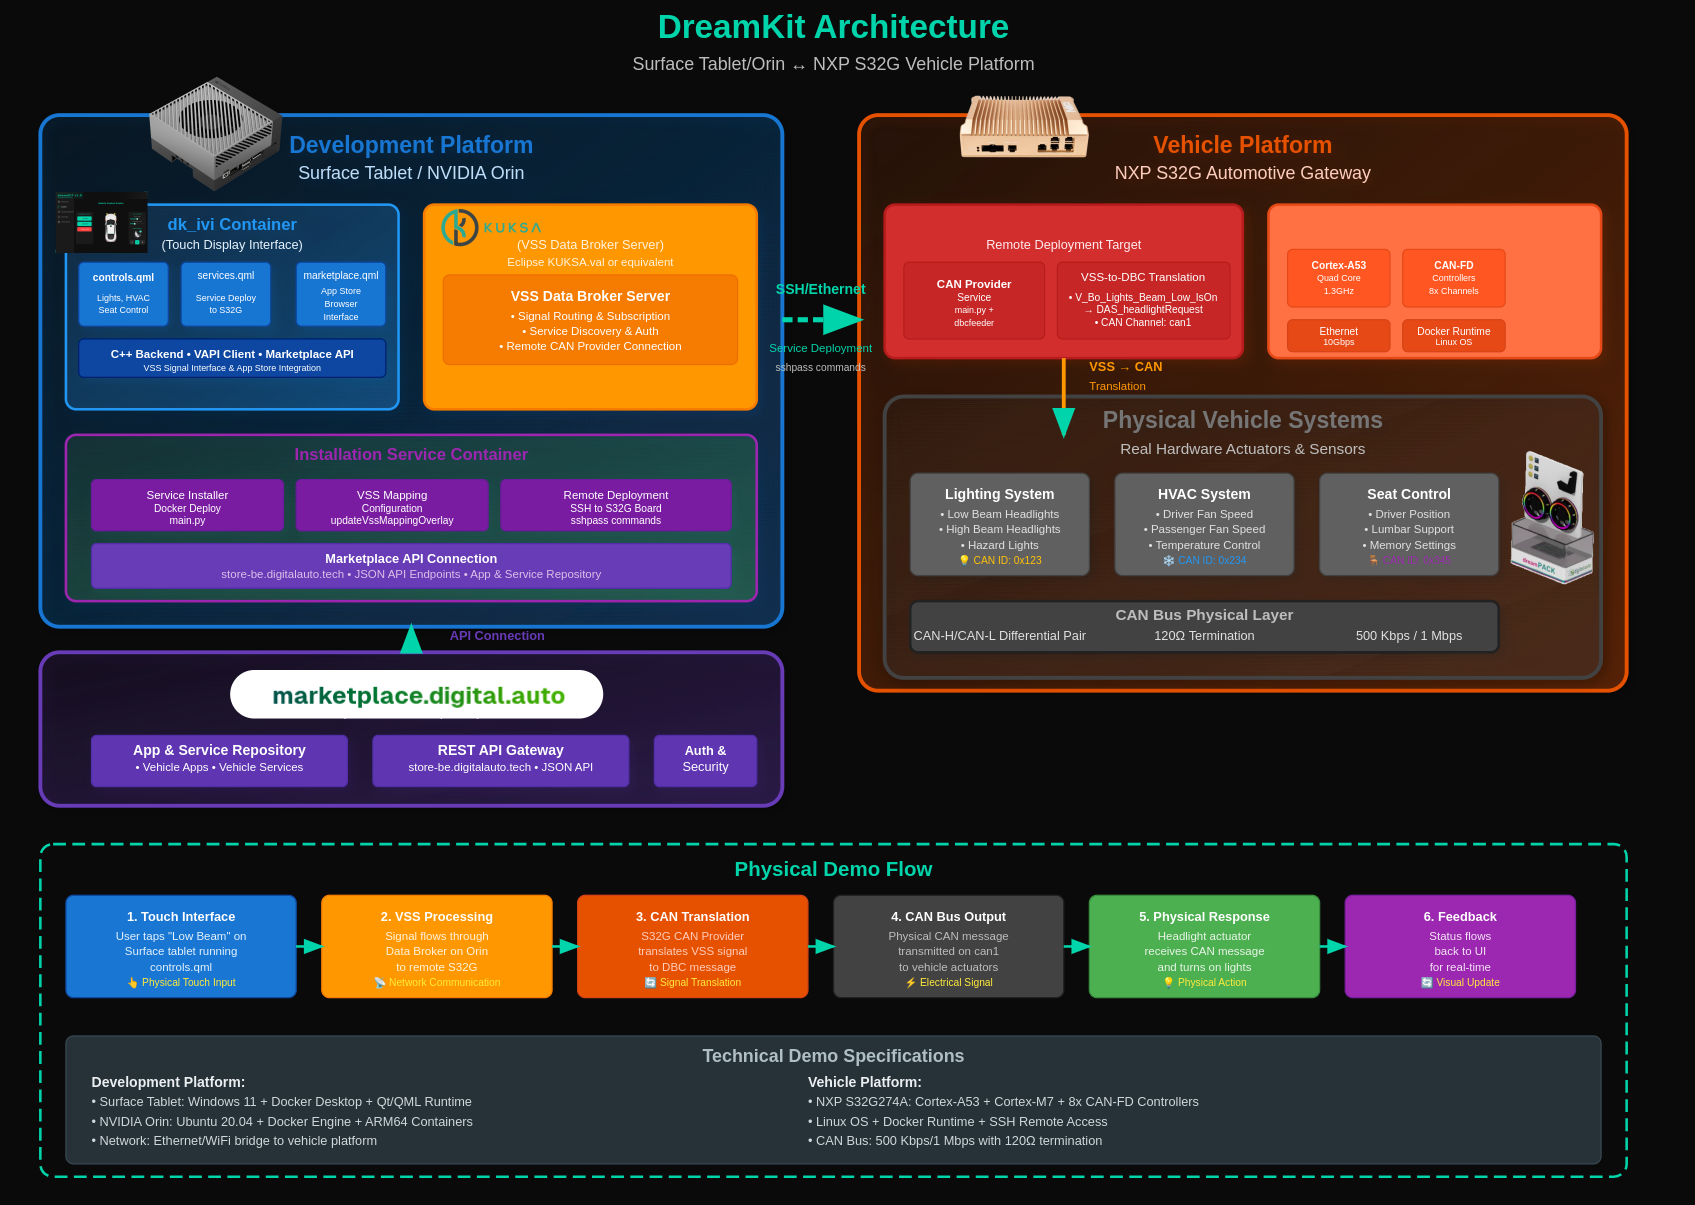 DreamKit Architecture
Surface Tablet/Orin ↔ NXP S32G Vehicle Platform
Development Platform
Surface Tablet / NVIDIA Orin
dk_ivi Container
(Touch Display Interface)
controls.qml
Lights, HVAC
Seat Control
services.qml
Service Deploy
to S32G
marketplace.qml
App Store
Browser
Interface
C++ Backend • VAPI Client • Marketplace API
VSS Signal Interface & App Store Integration
KUKSA
(VSS Data Broker Server)
Eclipse KUKSA.val or equivalent
VSS Data Broker Server
• Signal Routing & Subscription
• Service Discovery & Auth
• Remote CAN Provider Connection
Installation Service Container
Service Installer
Docker Deploy
main.py
VSS Mapping
Configuration
updateVssMappingOverlay
Remote Deployment
SSH to S32G Board
sshpass commands
Marketplace API Connection
store-be.digitalauto.tech • JSON API Endpoints • App & Service Repository
SSH/Ethernet
Service Deployment
sshpass commands
Vehicle Platform
NXP S32G Automotive Gateway
Remote Deployment Target
CAN Provider
Service
main.py +
dbcfeeder
VSS-to-DBC Translation
• V_Bo_Lights_Beam_Low_IsOn
→ DAS_headlightRequest
• CAN Channel: can1
Cortex-A53
Quad Core
1.3GHz
CAN-FD
Controllers
8x Channels
Ethernet
10Gbps
Docker Runtime
Linux OS
VSS → CAN
Translation
Physical Vehicle Systems
Real Hardware Actuators & Sensors
Lighting System
• Low Beam Headlights
• High Beam Headlights
• Hazard Lights
💡 CAN ID: 0x123
HVAC System
• Driver Fan Speed
• Passenger Fan Speed
• Temperature Control
❄️ CAN ID: 0x234
Seat Control
• Driver Position
• Lumbar Support
• Memory Settings
dreamPACK
CAN Bus Physical Layer
CAN-H/CAN-L Differential Pair
120Ω Termination
500 Kbps / 1 Mbps
API Connection
marketplace.digital.auto
App & Service Repository
• Vehicle Apps • Vehicle Services
REST API Gateway
store-be.digitalauto.tech • JSON API
Auth &
Security
Physical Demo Flow
1. Touch Interface
User taps "Low Beam" on
Surface tablet running
controls.qml
👆 Physical Touch Input
2. VSS Processing
Signal flows through
Data Broker on Orin
to remote S32G
📡 Network Communication
3. CAN Translation
S32G CAN Provider
translates VSS signal
to DBC message
🔄 Signal Translation
4. CAN Bus Output
Physical CAN message
transmitted on can1
to vehicle actuators
⚡ Electrical Signal
5. Physical Response
Headlight actuator
receives CAN message
and turns on lights
💡 Physical Action
6. Feedback
Status flows
back to UI
for real-time
🔄 Visual Update
Technical Demo Specifications
Development Platform:
• Surface Tablet: Windows 11 + Docker Desktop + Qt/QML Runtime
• NVIDIA Orin: Ubuntu 20.04 + Docker Engine + ARM64 Containers
• Network: Ethernet/WiFi bridge to vehicle platform
Vehicle Platform:
• NXP S32G274A: Cortex-A53 + Cortex-M7 + 8x CAN-FD Controllers
• Linux OS + Docker Runtime + SSH Remote Access
• CAN Bus: 500 Kbps/1 Mbps with 120Ω termination